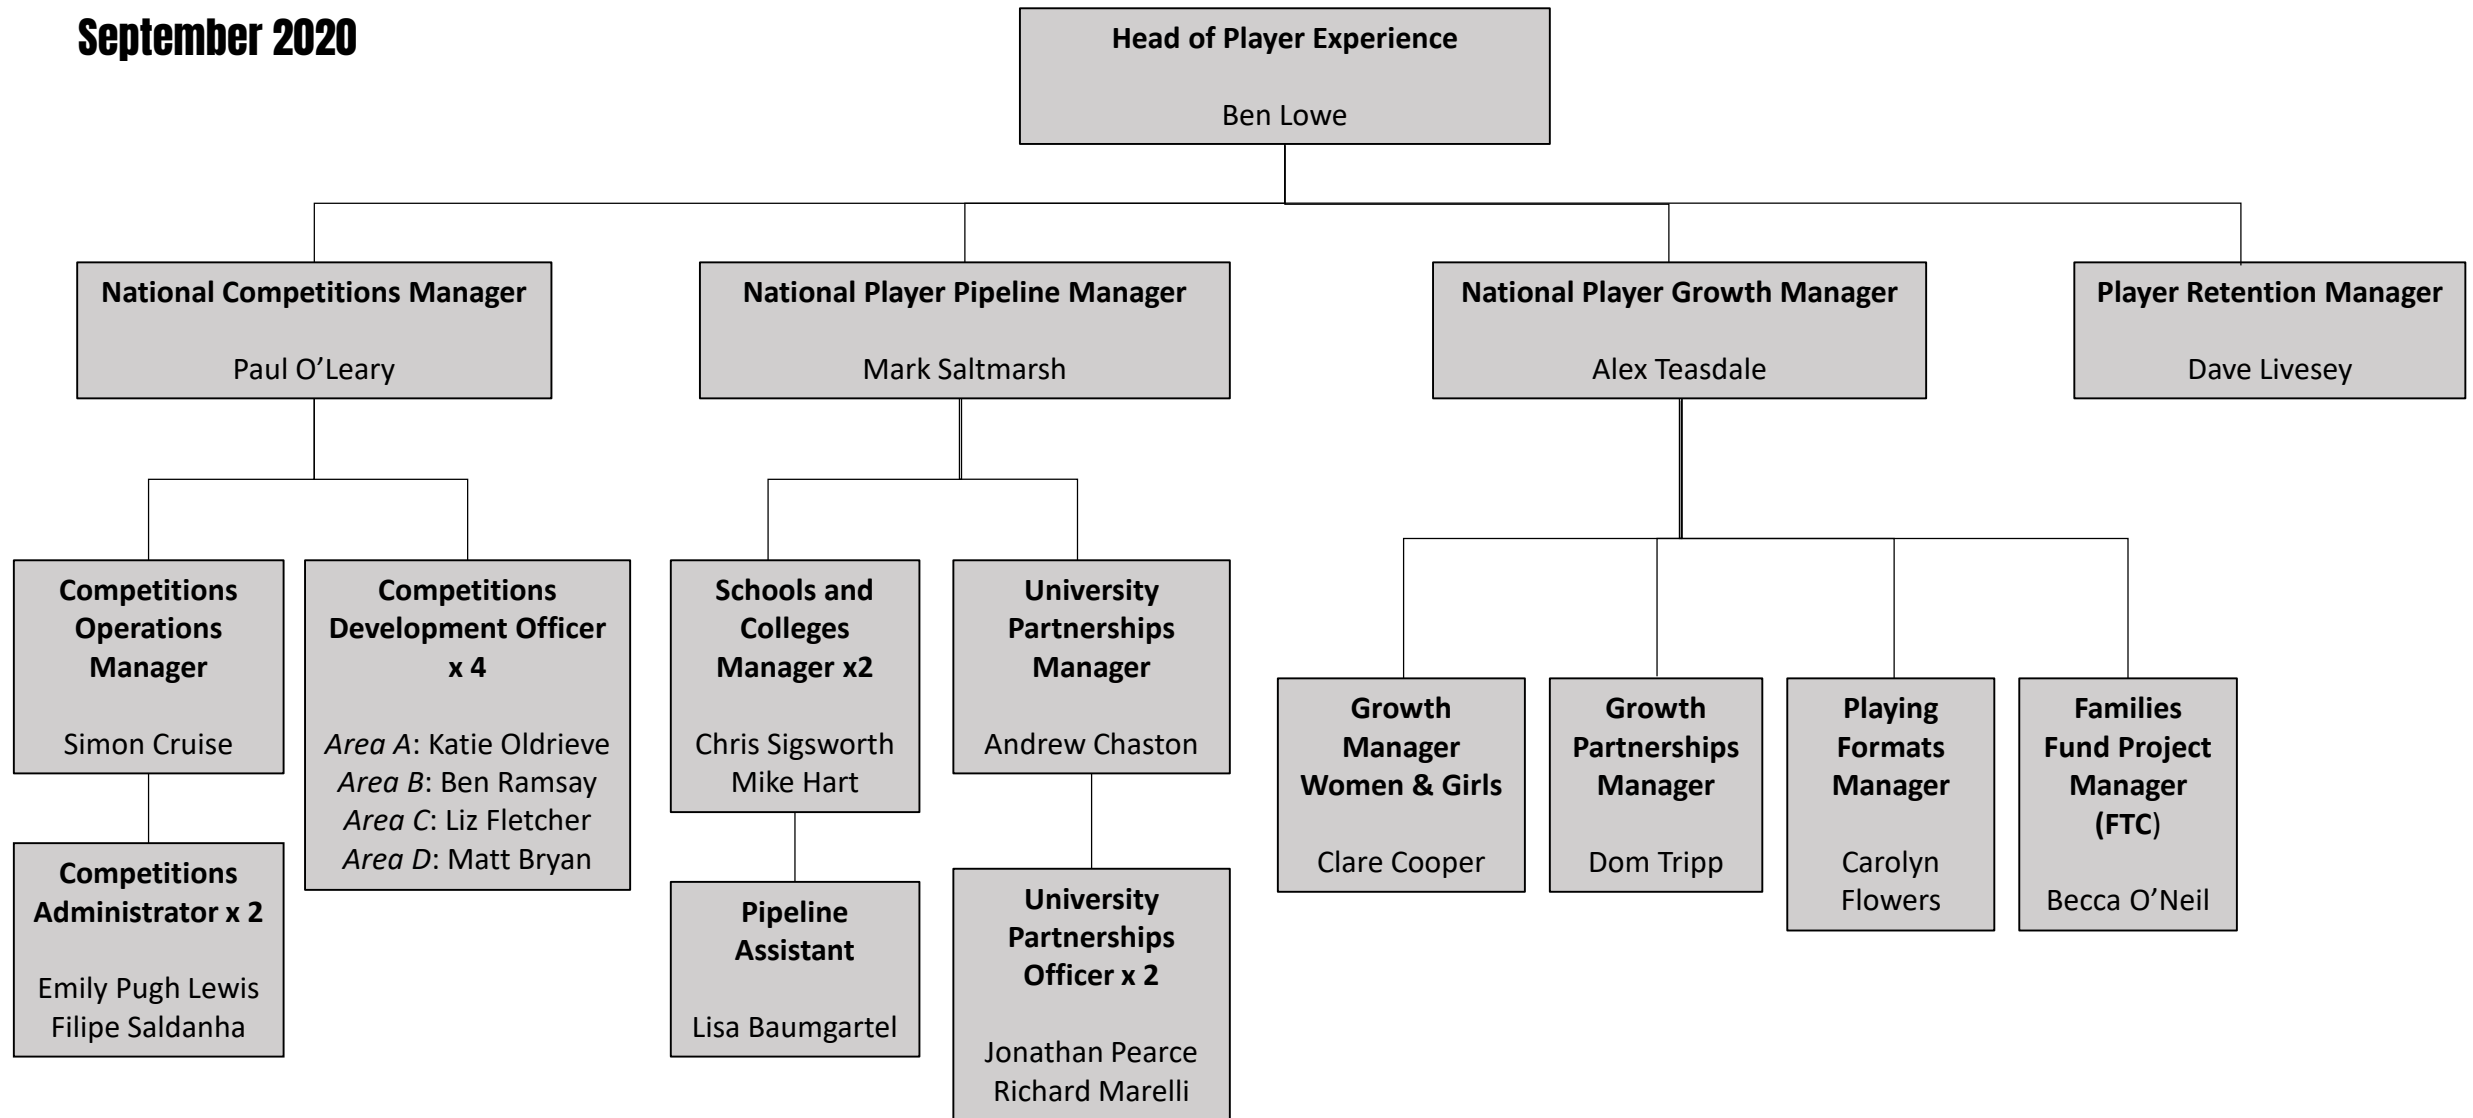 September 2020
Head of Player Experience
Ben Lowe
National Competitions Manager
Paul O’Leary
National Player Pipeline Manager
Mark Saltmarsh
National Player Growth Manager
Alex Teasdale
Player Retention Manager
Dave Livesey
Competitions
Operations
Manager
Simon Cruise
Competitions
Development Officer
x 4
Area A: Katie Oldrieve
Area B: Ben Ramsay
Area C: Liz Fletcher
Area D: Matt Bryan
Schools and
Colleges
Manager x2
Chris Sigsworth
Mike Hart
University
Partnerships
Manager
Andrew Chaston
Growth
Manager
Women & Girls
Clare Cooper
Growth
Partnerships
Manager
Dom Tripp
Playing
Formats
Manager
Carolyn
Flowers
Families
Fund Project
Manager
(FTC)
Becca O’Neil
Competitions
Administrator x 2
Emily Pugh Lewis
Filipe Saldanha
Pipeline
Assistant
Lisa Baumgartel
University
Partnerships
Officer x 2
Jonathan Pearce
Richard Marelli